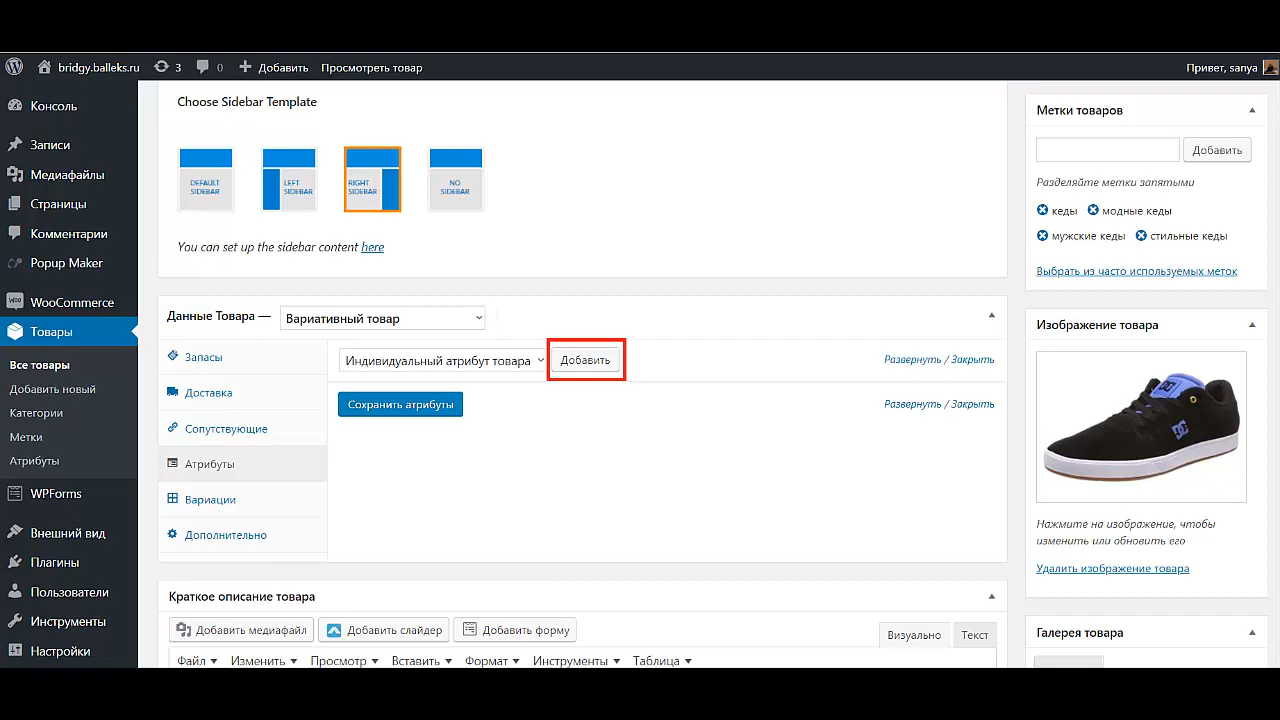 bridgy.balleks.ru 3 0 Добавить Просмотреть товар Привет, sanya
Консоль
Записи
Медиафайлы
Страницы
Комментарии
Popup Maker
WooCommerce
Товары
Все товары
Добавить новый
Категории
Метки
Атрибуты
WPForms
Внешний вид
Плагины
Пользователи
Инструменты
Настройки
Choose Sidebar Template
DEFAULT
SIDEBAR
LEFT
SIDEBAR
RIGHT
SIDEBAR
NO
SIDEBAR
You can set up the sidebar content here
Данные Товара — Вариативный товар
Запасы
Доставка
Сопутствующие
Атрибуты
Вариации
Дополнительно
Индивидуальный атрибут товара Добавить Развернуть / Закрыть
Сохранить атрибуты Развернуть / Закрыть
Краткое описание товара
Добавить медиафайл Добавить слайдер Добавить форму Визуально Текст
Файл Изменить Просмотр Вставить Формат Инструменты Таблица
Метки товаров
Добавить
Разделяйте метки запятыми
кеды модные кеды
мужские кеды стильные кеды
Выбрать из часто используемых меток
Изображение товара
DC
Нажмите на изображение, чтобы
изменить или обновить его
Удалить изображение товара
Галерея товара